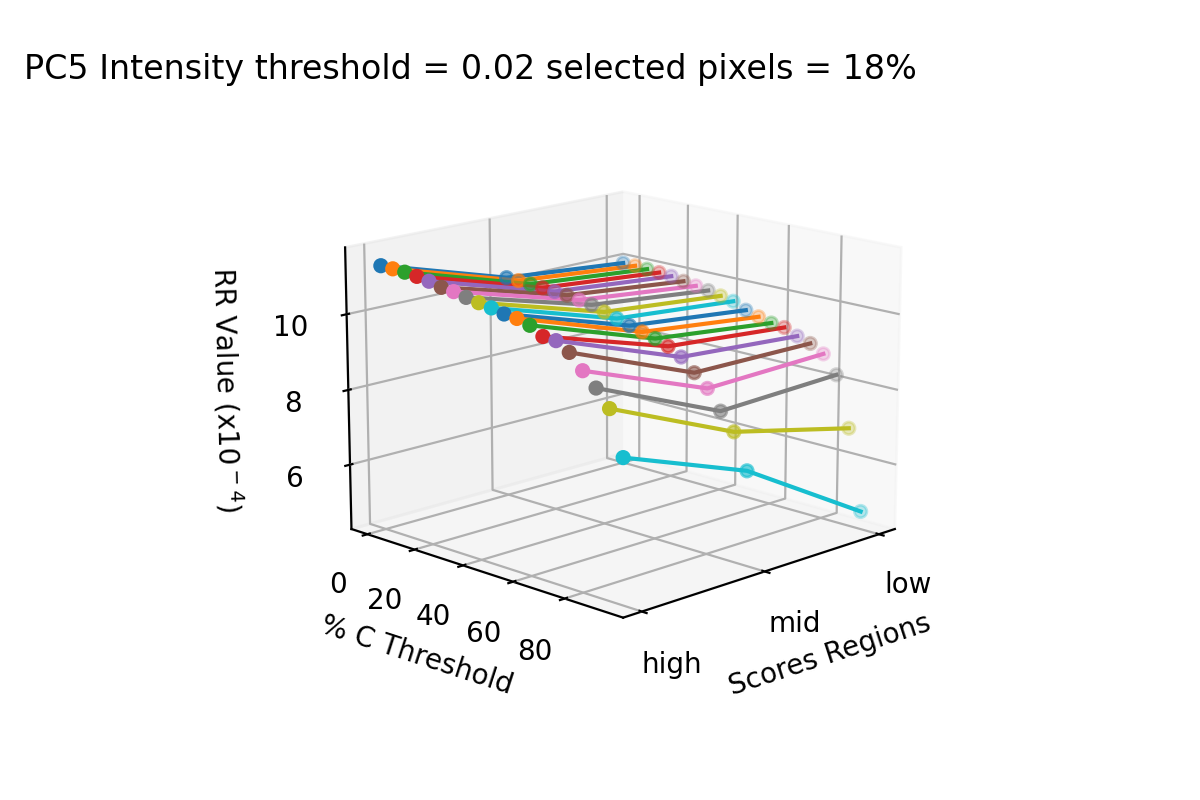 PC5 Intensity threshold = 0.02 selected pixels = 18%
RR Value (x10⁻⁴)
10
8
6
0
20
40
60
80
% C Threshold
high
mid
low
Scores Regions